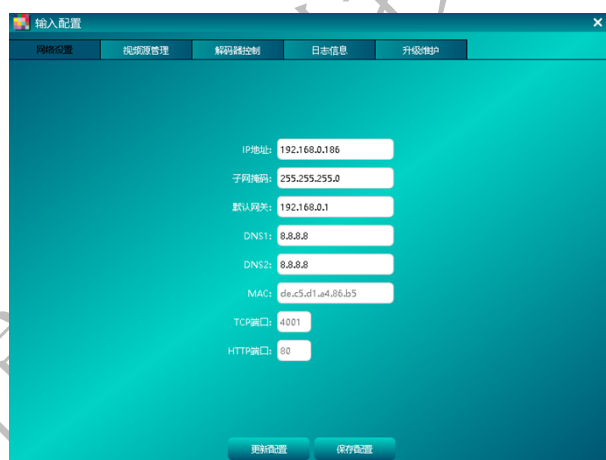 输入配置
网络设置 视频源管理 解码器控制 日志信息 升级维护
IP地址: 192.168.0.186
子网掩码: 255.255.255.0
默认网关: 192.168.0.1
DNS1: 8.8.8.8
DNS2: 8.8.8.8
MAC: de.c5.d1.a4.86.b5
TCP端口: 4001
HTTP端口: 80
更新配置 保存配置